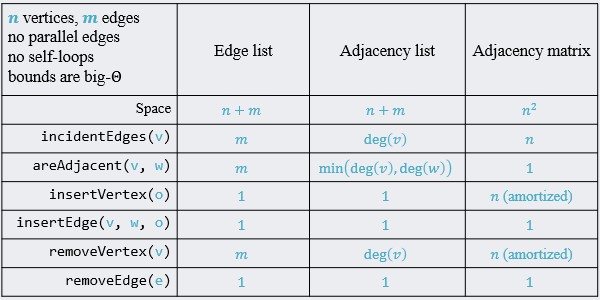 n vertices, m edges
no parallel edges
no self-loops
bounds are big-Θ
Edge list
Adjacency list
Adjacency matrix
Space
n + m
n + m
n²
incidentEdges(v)
m
deg(v)
n
areAdjacent(v, w)
m
min(deg(v), deg(w))
1
insertVertex(o)
1
1
n (amortized)
insertEdge(v, w, o)
1
1
1
removeVertex(v)
m
deg(v)
n (amortized)
removeEdge(e)
1
1
1